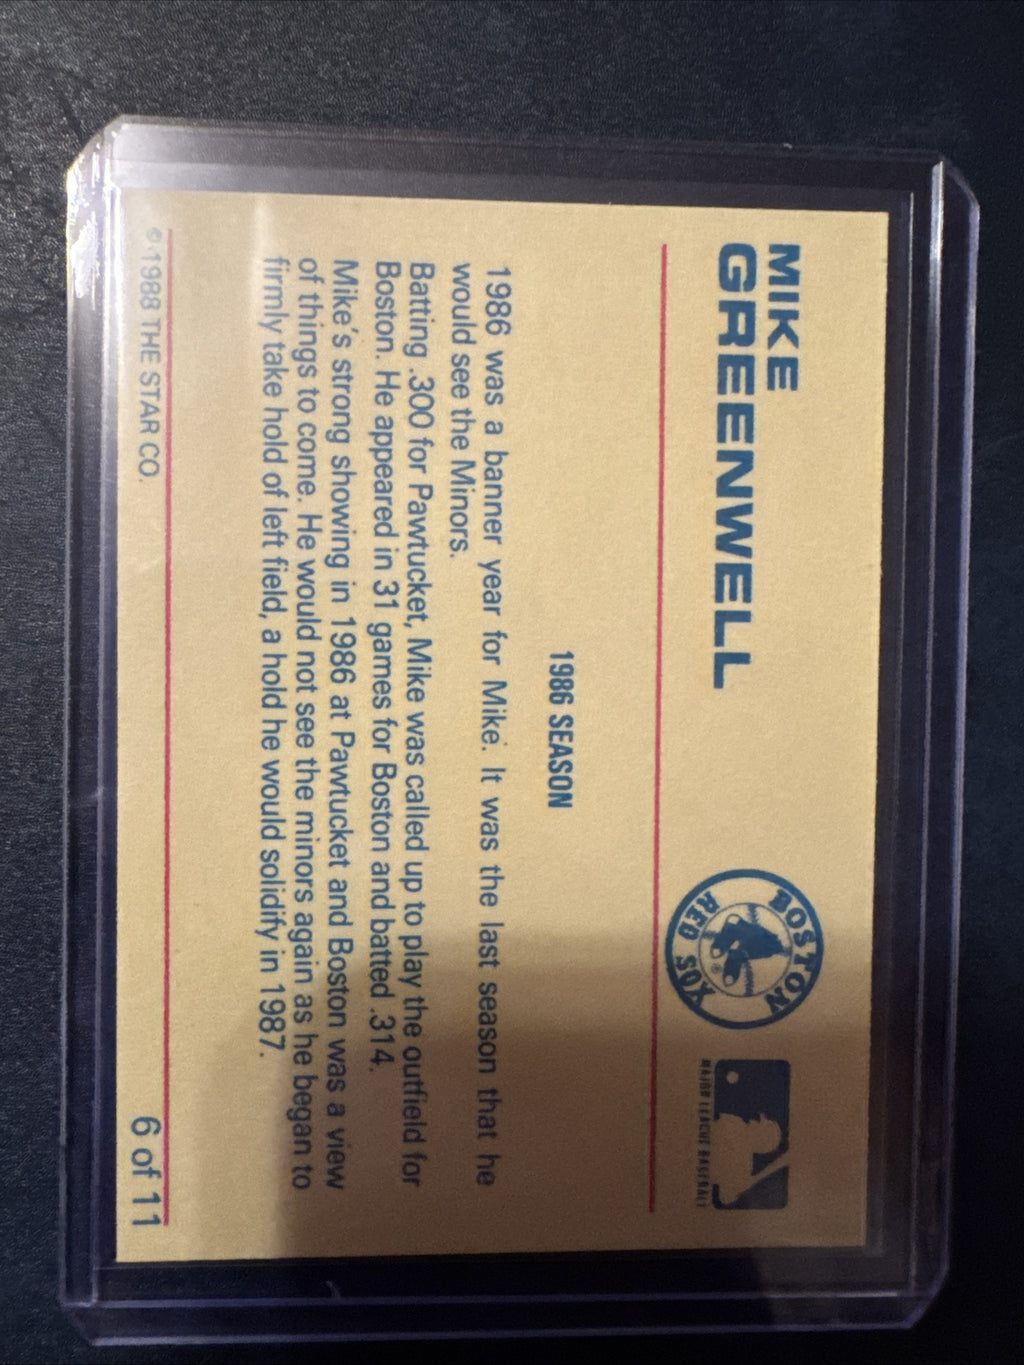 MIKE
GREENWELL
BOSTON
RED SOX
®
MAJOR LEAGUE BASEBALL
1986 SEASON
1986 was a banner year for Mike. It was the last season that he
would see the Minors.
Batting .300 for Pawtucket, Mike was called up to play the outfield for
Boston. He appeared in 31 games for Boston and batted .314.
Mike's strong showing in 1986 at Pawtucket and Boston was a view
of things to come. He would not see the minors again as he began to
firmly take hold of left field, a hold he would solidify in 1987.
© 1988 THE STAR CO.
6 of 11